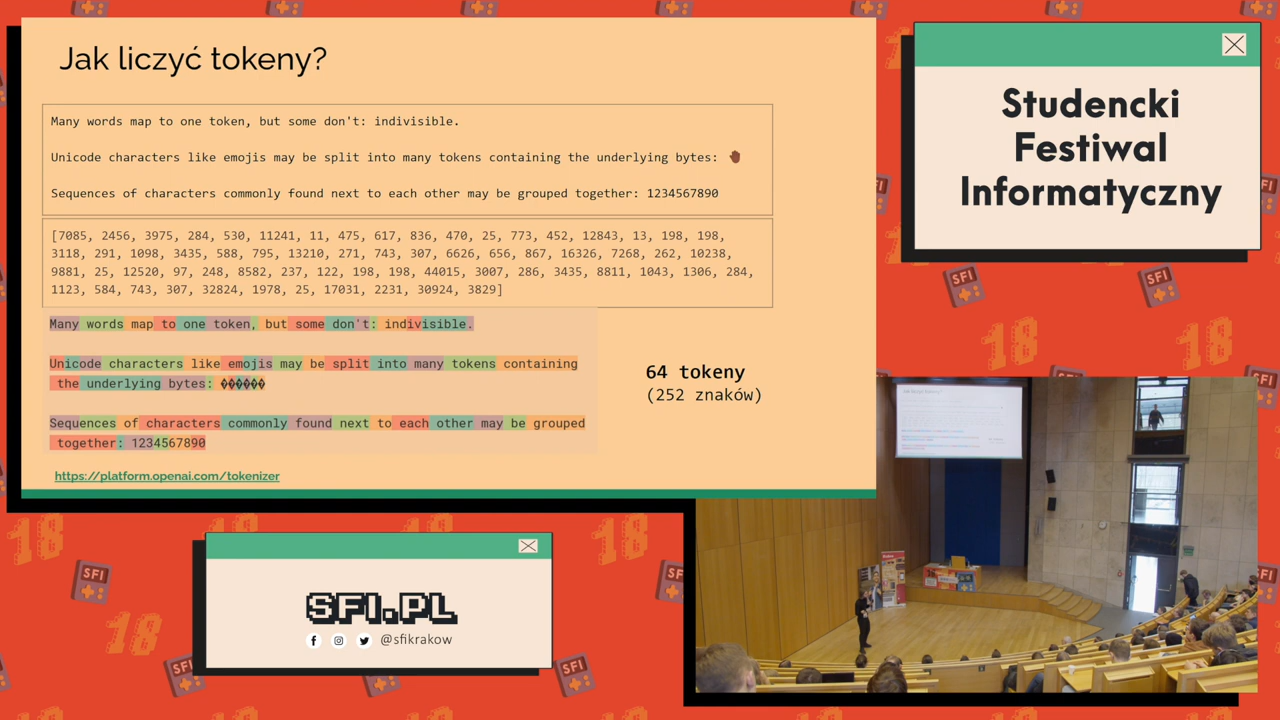 Jak liczyć tokeny?
Many words map to one token, but some don't: indivisible.
Unicode characters like emojis may be split into many tokens containing the underlying bytes: 🤚🏾
Sequences of characters commonly found next to each other may be grouped together: 1234567890
[7085, 2456, 3975, 284, 530, 11241, 11, 475, 617, 836, 470, 25, 773, 452, 12843, 13, 198, 198,
3118, 291, 1098, 3435, 588, 795, 13210, 271, 743, 307, 6626, 656, 867, 16326, 7268, 262, 10238,
9881, 25, 12520, 97, 248, 8582, 237, 122, 198, 198, 44015, 3007, 286, 3435, 8811, 1043, 1306, 284,
1123, 584, 743, 307, 32824, 1978, 25, 17031, 2231, 30924, 3829]
Many words map to one token, but some don't: indivisible.
Unicode characters like emojis may be split into many tokens containing
the underlying bytes: ������
Sequences of characters commonly found next to each other may be grouped
together: 1234567890
64 tokeny
(252 znaków)
https://platform.openai.com/tokenizer
Studencki
Festiwal
Informatyczny
SFI.PL
@sfikrakow